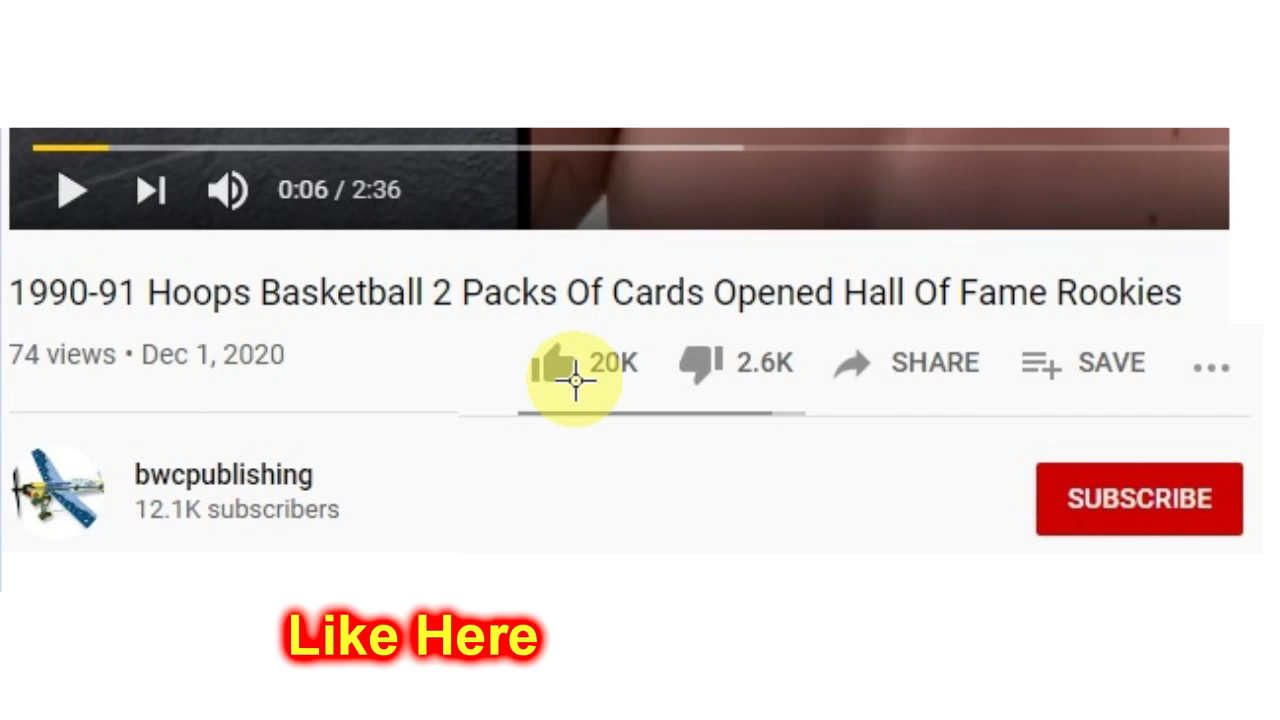 0:06 / 2:36
1990-91 Hoops Basketball 2 Packs Of Cards Opened Hall Of Fame Rookies
74 views • Dec 1, 2020
20K 2.6K SHARE SAVE
bwcpublishing
12.1K subscribers
SUBSCRIBE
Like Here